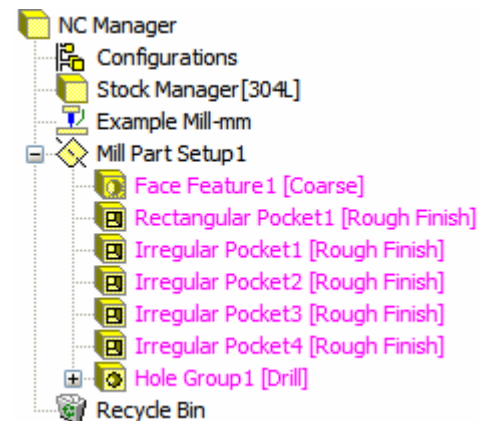 NC Manager
Configurations
Stock Manager[304L]
Example Mill-mm
Mill Part Setup1
Face Feature1 [Coarse]
Rectangular Pocket1 [Rough Finish]
Irregular Pocket1 [Rough Finish]
Irregular Pocket2 [Rough Finish]
Irregular Pocket3 [Rough Finish]
Irregular Pocket4 [Rough Finish]
Hole Group1 [Drill]
Recycle Bin